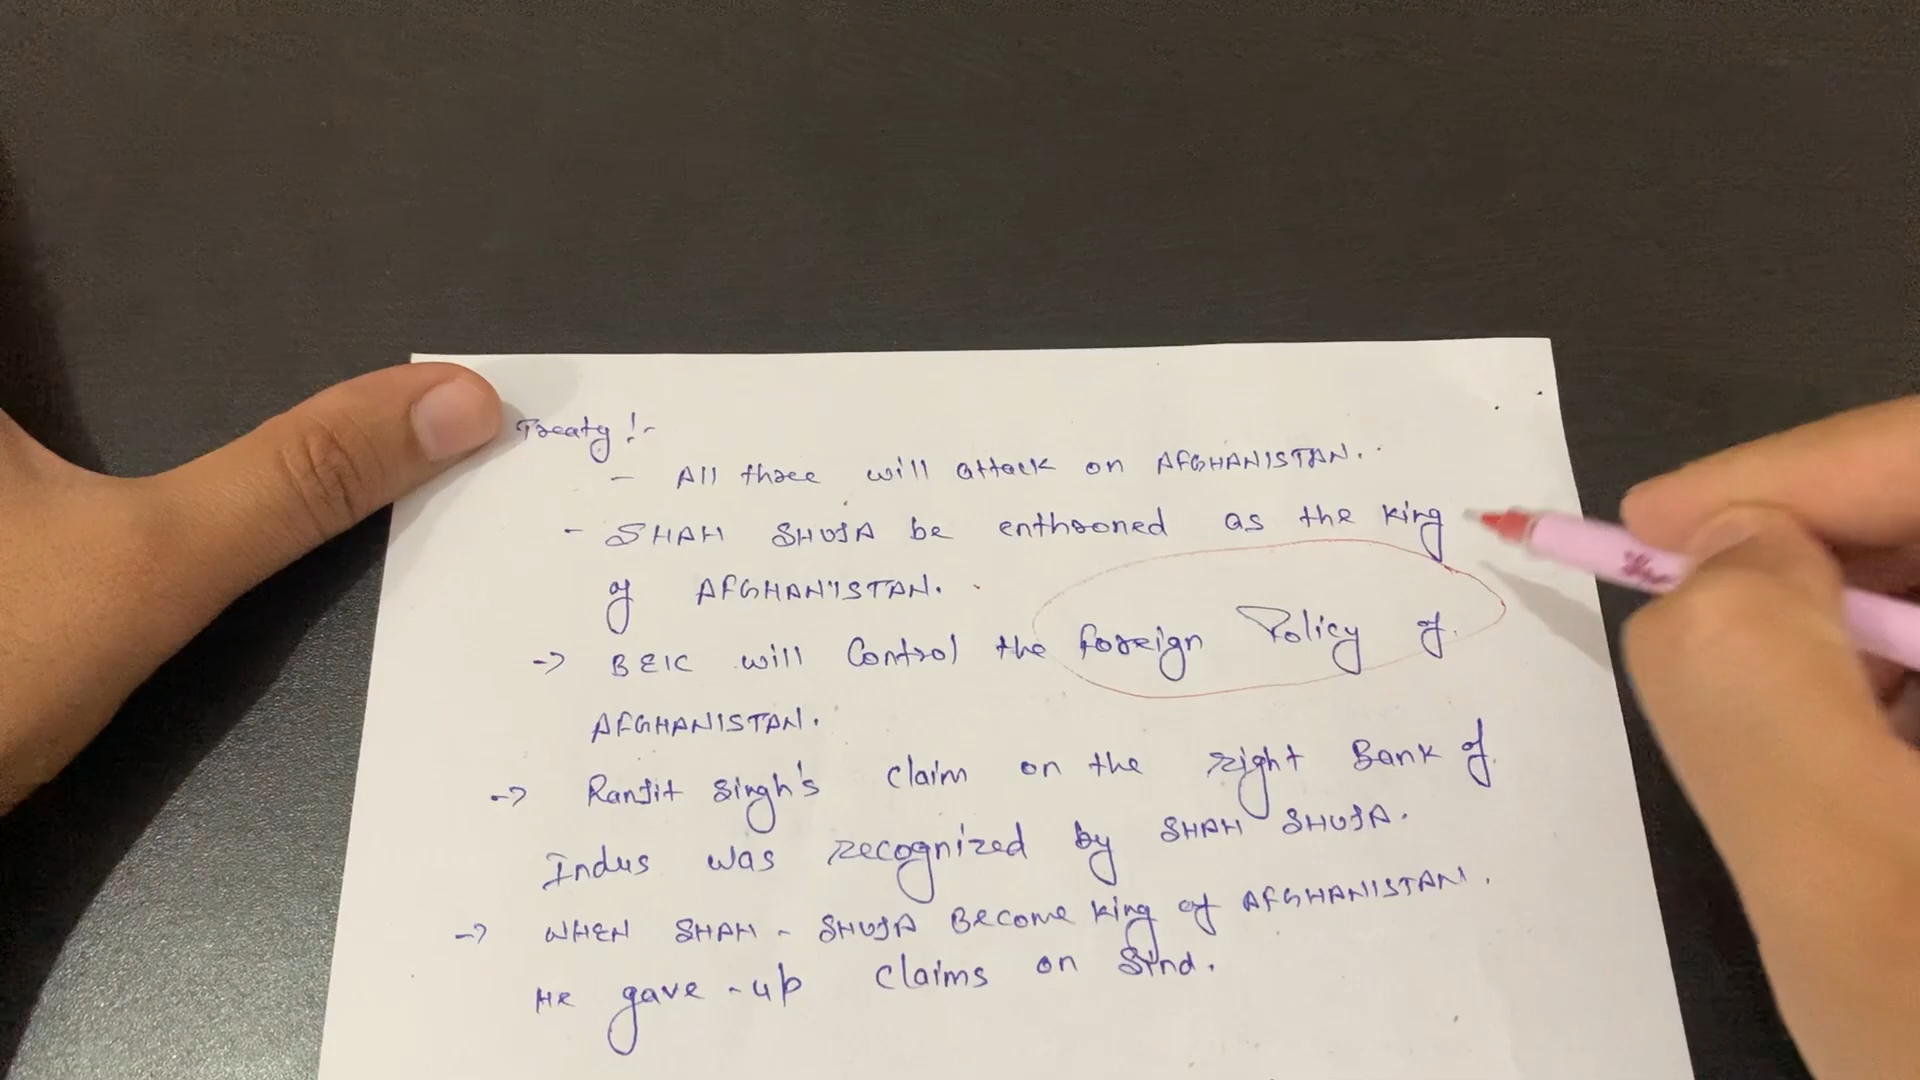 Treaty :-
- All three will attack on AFGHANISTAN.
- SHAH SHUJA be enthroned as the king
of AFGHANISTAN.
-> BEIC will Control the foreign Policy of
AFGHANISTAN.
-> Ranjit Singh's claim on the right Bank of
Indus was recognized by SHAH SHUJA.
-> WHEN SHAH - SHUJA Become king of AFGHANISTAN.
He gave-up claims on Sind.